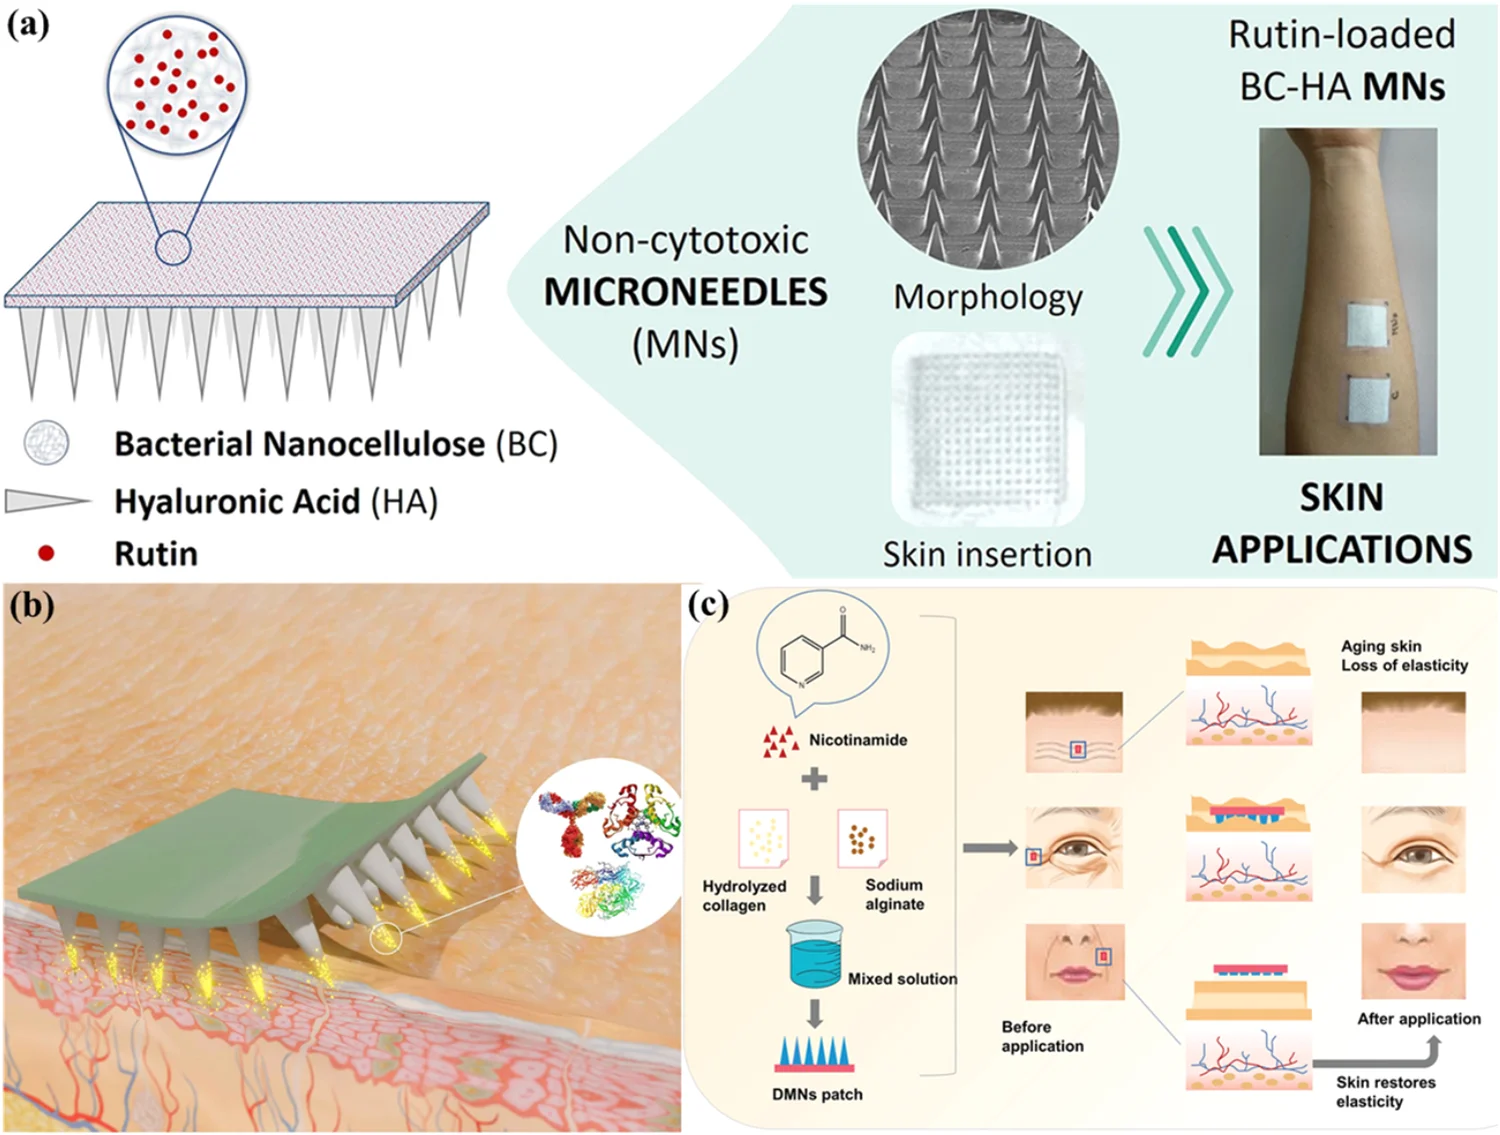 (a)
Non-cytotoxic
MICRONEEDLES
(MNs)
Morphology
Skin insertion
Rutin-loaded
BC-HA MNs
SKIN
APPLICATIONS
Bacterial Nanocellulose (BC)
Hyaluronic Acid (HA)
Rutin
(b)
(c)
O
NH2
N
Nicotinamide
Hydrolyzed
collagen
Sodium
alginate
Mixed solution
DMNs patch
Before
application
Aging skin
Loss of elasticity
After application
Skin restores
elasticity